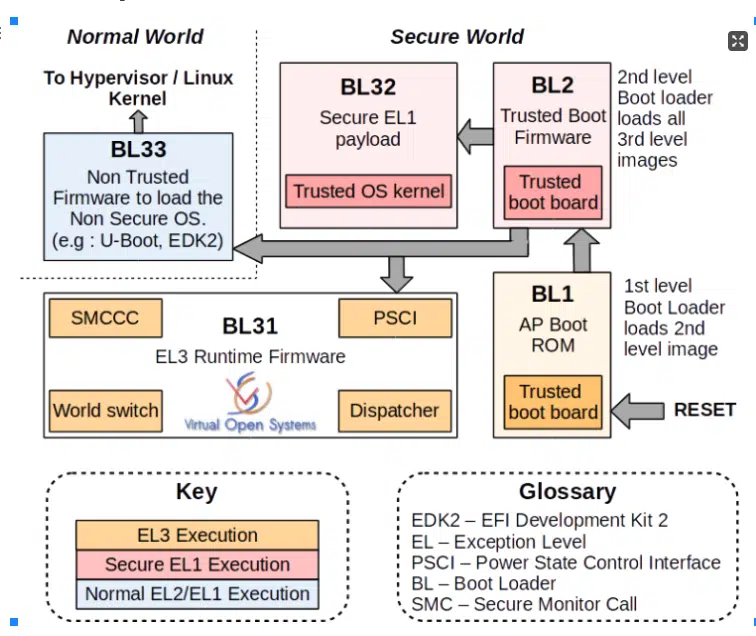 Normal World
Secure World
To Hypervisor / Linux
Kernel
BL33
Non Trusted
Firmware to load the
Non Secure OS.
(e.g : U-Boot, EDK2)
BL32
Secure EL1
payload
Trusted OS kernel
BL2
Trusted Boot
Firmware
Trusted
boot board
2nd level
Boot loader
loads all
3rd level
images
SMCCC
BL31
PSCI
EL3 Runtime Firmware
World switch
Virtual Open Systems
Dispatcher
BL1
AP Boot
ROM
Trusted
boot board
1st level
Boot Loader
loads 2nd
level image
RESET
Key
EL3 Execution
Secure EL1 Execution
Normal EL2/EL1 Execution
Glossary
EDK2 – EFI Development Kit 2
EL – Exception Level
PSCI – Power State Control Interface
BL – Boot Loader
SMC – Secure Monitor Call